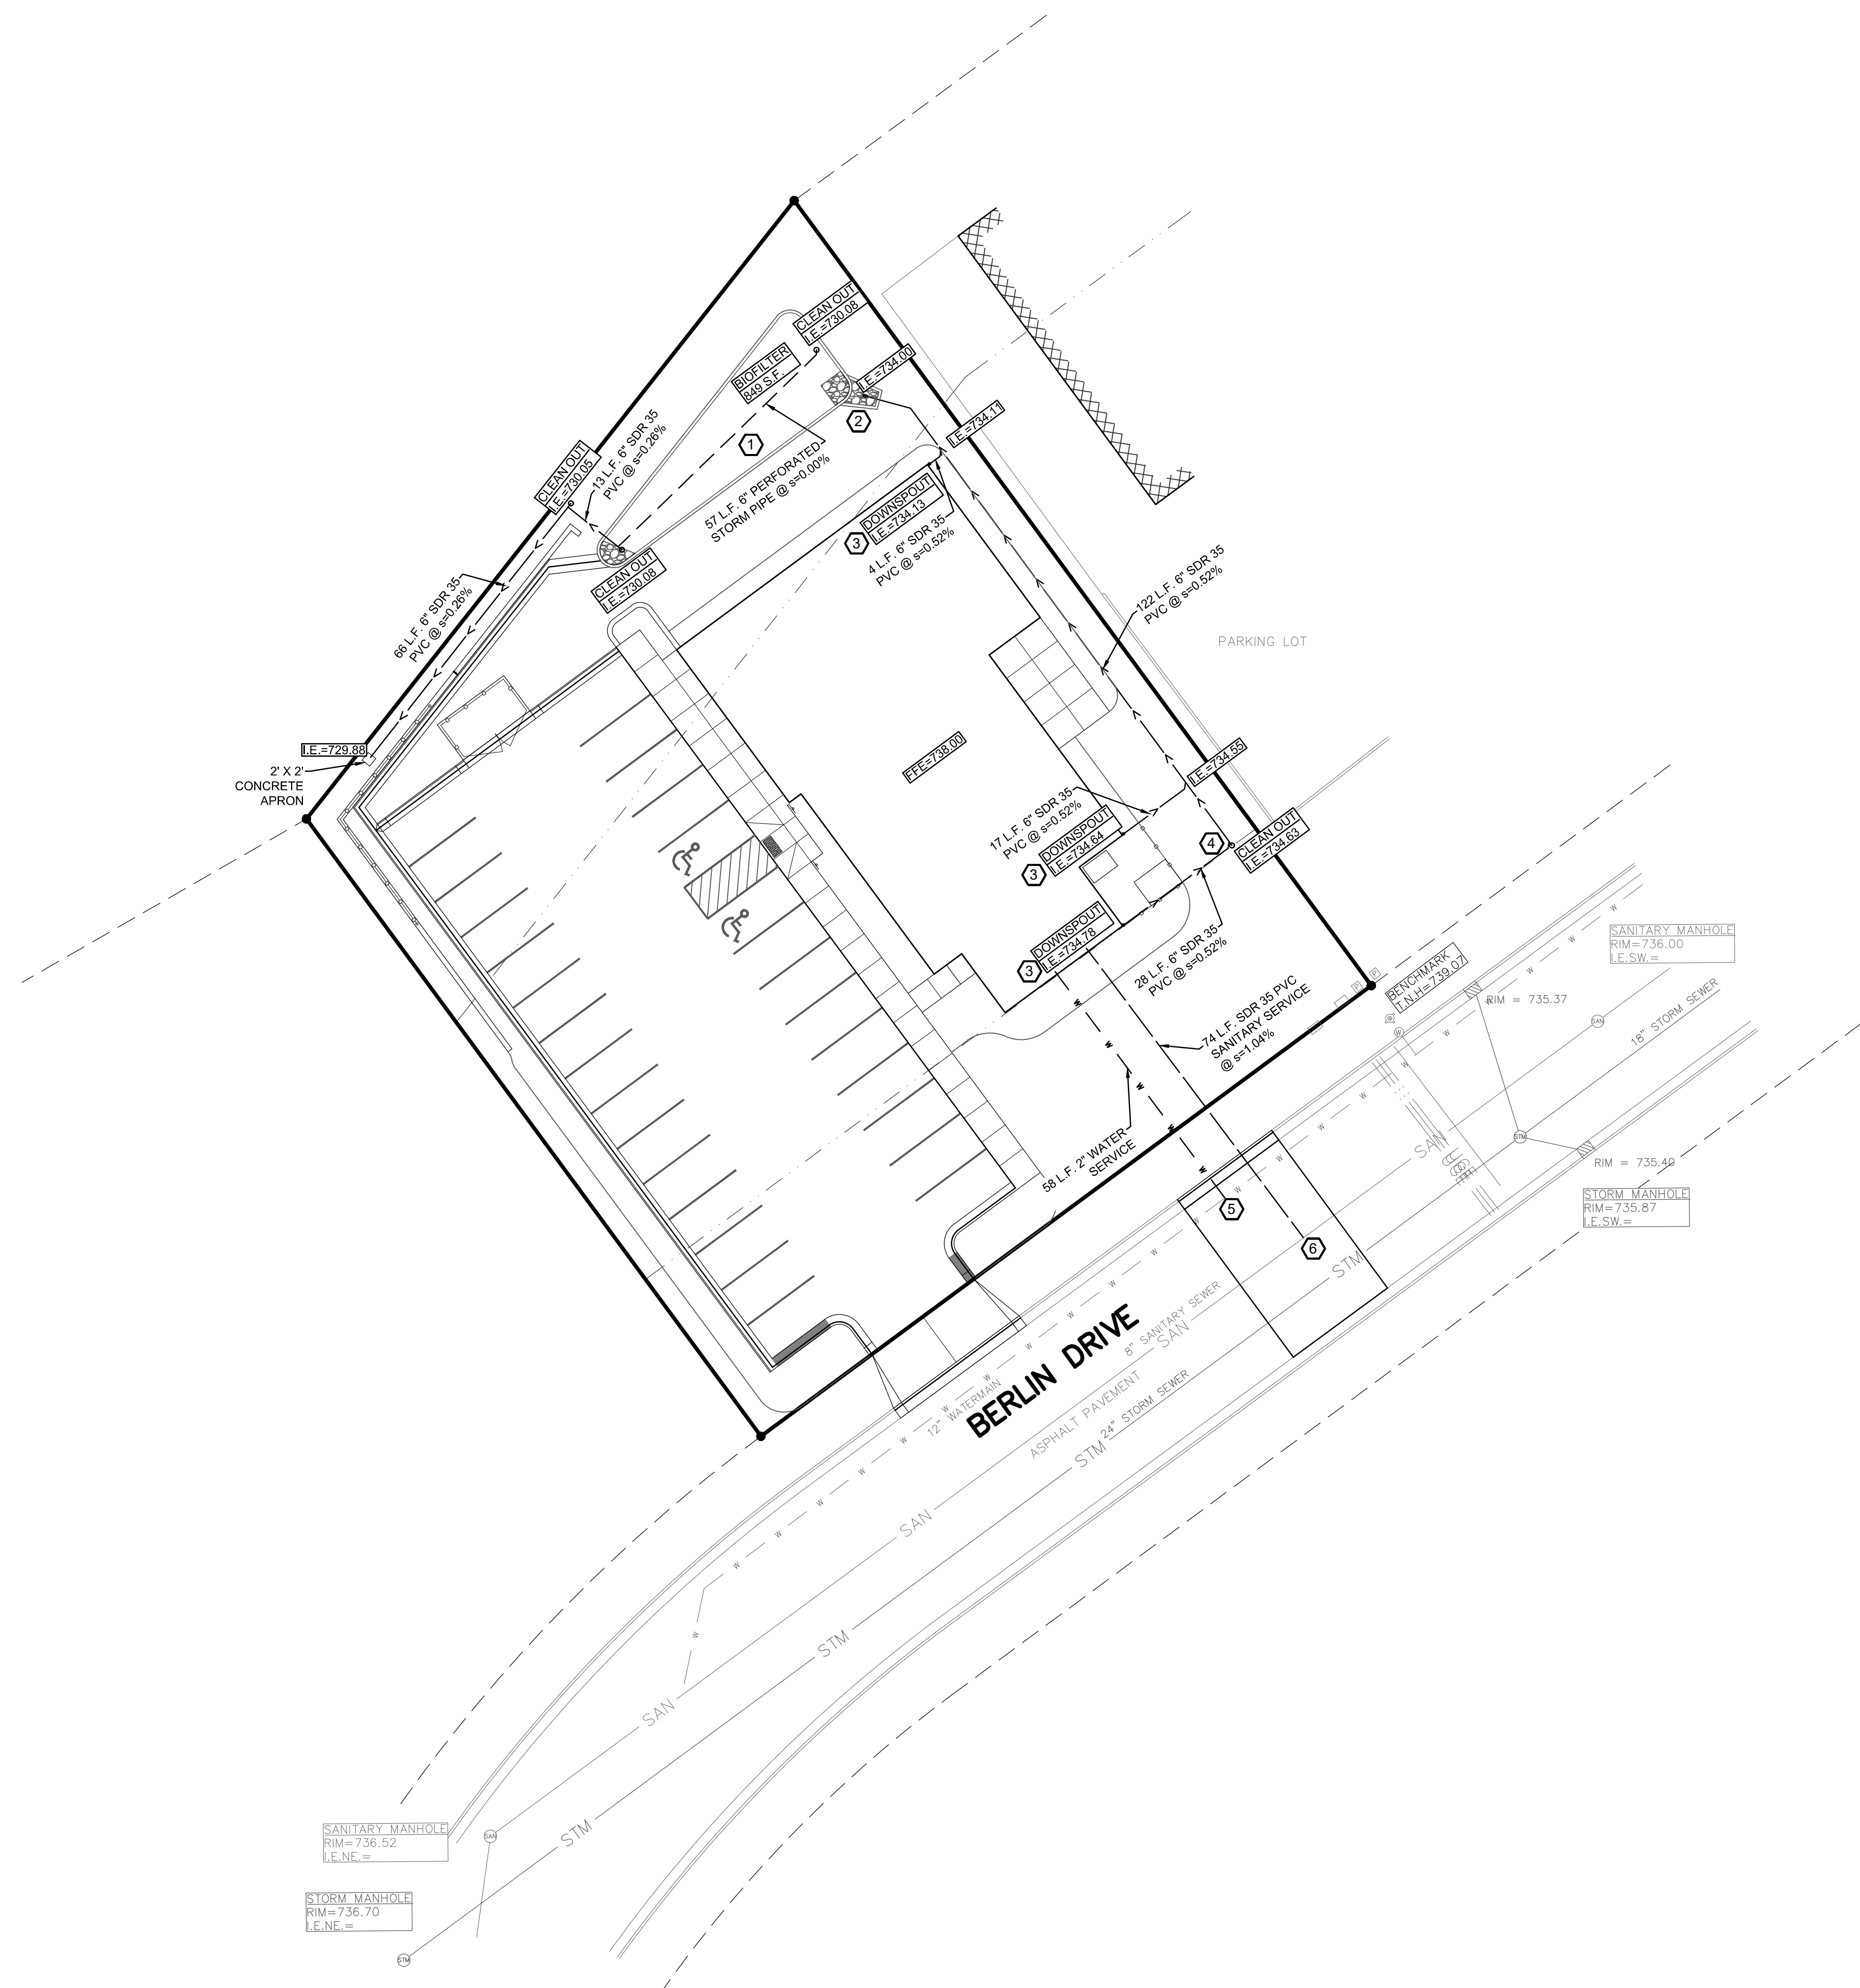 CLEAN OUT
I.E.=730.08
BIOFILTER
849 S.F.
I.E.=734.00
2
1
I.E.=734.11
13 L.F. 6" SDR 35
PVC @ s=0.26%
CLEAN OUT
I.E.=730.05
57 L.F. 6" PERFORATED
STORM PIPE @ s=0.00%
DOWNSPOUT
I.E.=734.13
3
4 L.F. 6" SDR 35
PVC @ s=0.52%
CLEAN OUT
I.E.=730.08
122 L.F. 6" SDR 35
PVC @ s=0.52%
66 L.F. 6" SDR 35
PVC @ s=0.26%
PARKING LOT
I.E.=729.88
2' X 2'
CONCRETE
APRON
FFE=738.00
I.E.=734.55
17 L.F. 6" SDR 35
PVC @ s=0.52%
DOWNSPOUT
I.E.=734.64
3
4
CLEAN OUT
I.E.=734.63
DOWNSPOUT
I.E.=734.78
3
28 L.F. 6" SDR 35
PVC @ s=0.52%
74 L.F. SDR 35 PVC
SANITARY SERVICE
@ s=1.04%
BENCHMARK
T.N.H=739.07
SANITARY MANHOLE
RIM=736.00
I.E.SW.=
RIM = 735.37
SAN
18" STORM SEWER
W
STM
RIM = 735.40
STORM MANHOLE
RIM=735.87
I.E.SW.=
58 L.F. 2" WATER
SERVICE
5
6
SAN
STM
8" SANITARY SEWER
SAN
BERLIN DRIVE
12" WATERMAIN
ASPHALT PAVEMENT
24" STORM SEWER
STM
SAN
STM
SAN
STM
SANITARY MANHOLE
RIM=736.52
I.E.NE.=
SAN
STORM MANHOLE
RIM=736.70
I.E.NE.=
STM